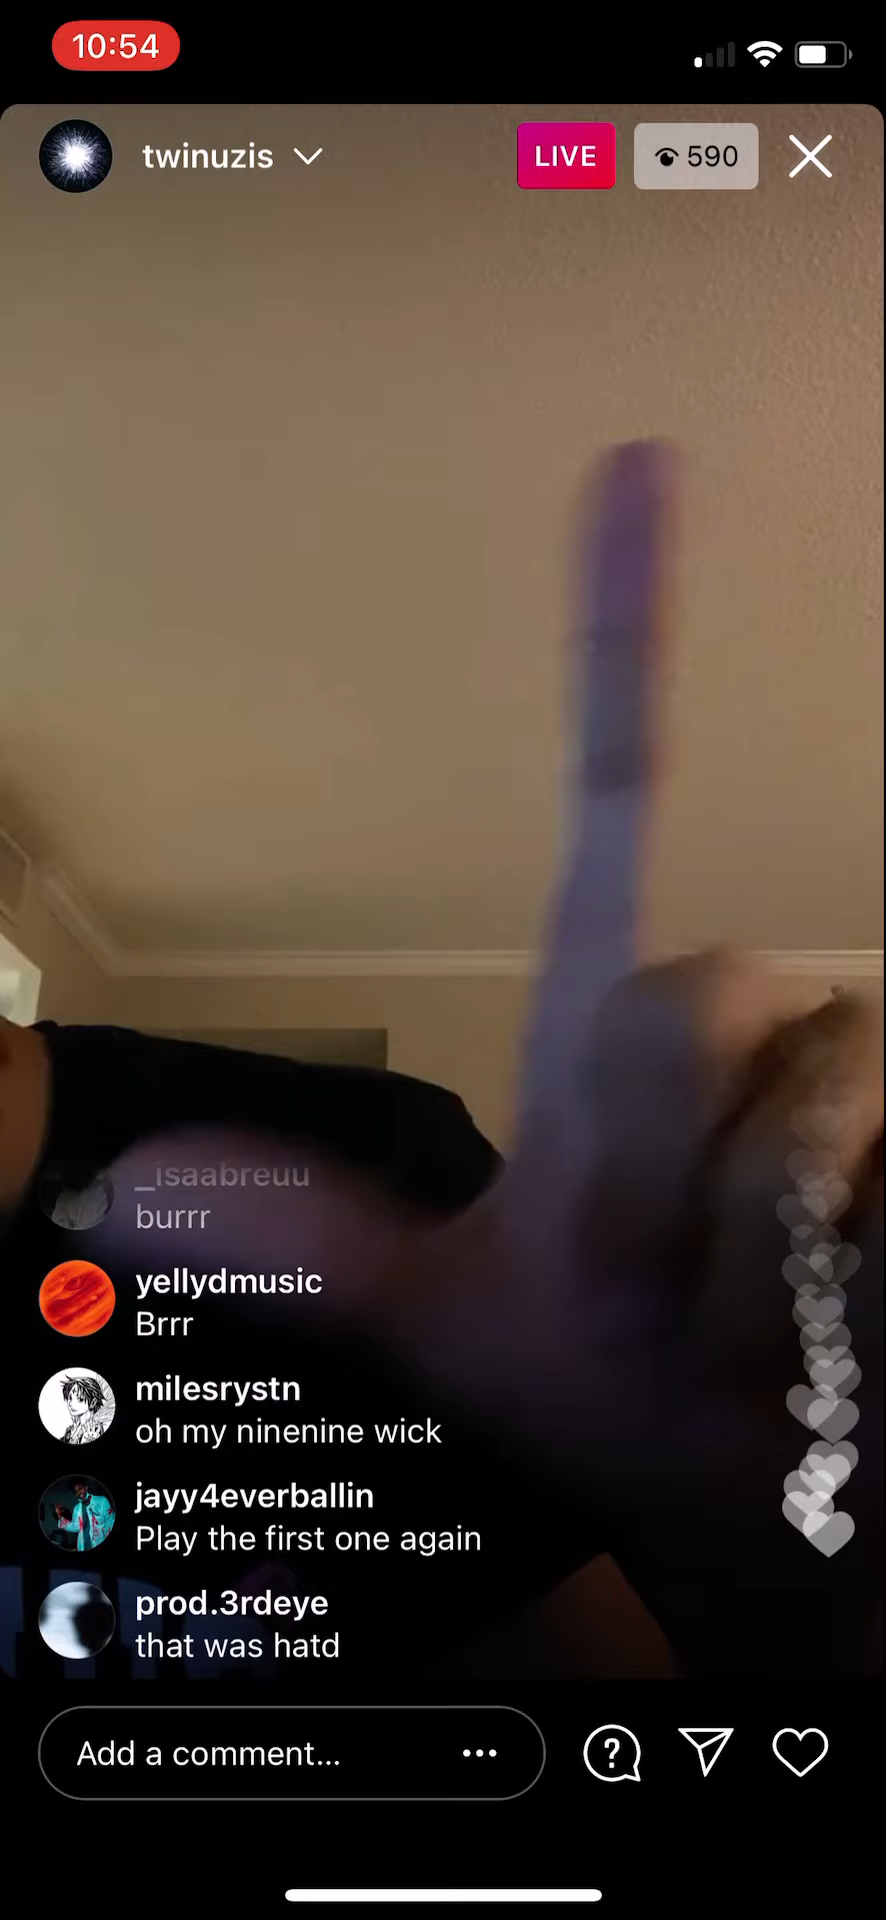 10:54
twinuzis
LIVE
590
_isaabreuu
burrr
yellydmusic
Brrr
milesrystn
oh my ninenine wick
jayy4everballin
Play the first one again
prod.3rdeye
that was hatd
Add a comment...